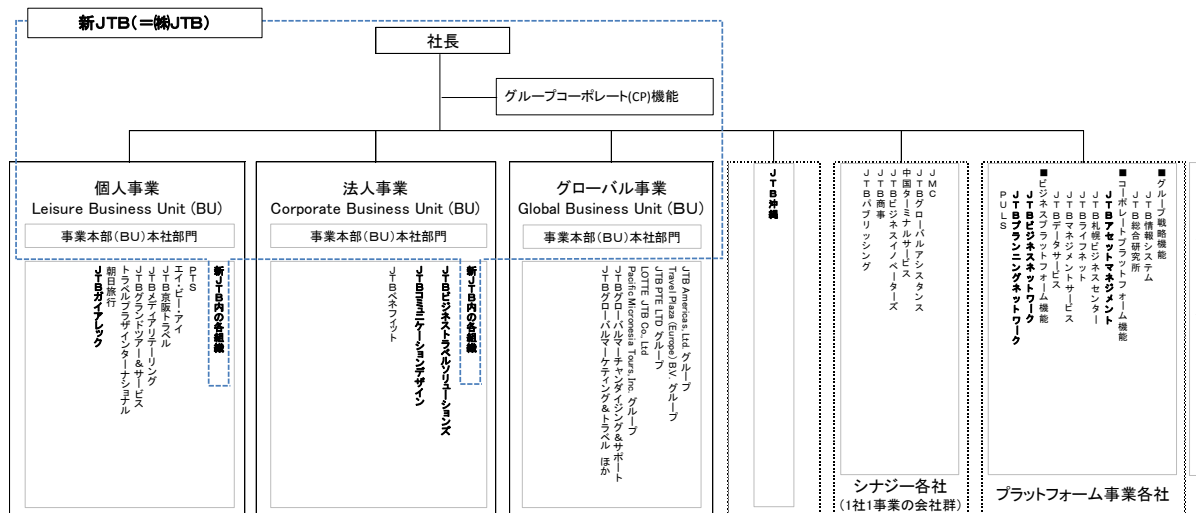 新JTB(=㈱JTB)
社長
グループコーポレート(CP)機能
個人事業
Leisure Business Unit (BU)
事業本部(BU)本社部門
新JTB内の各組織
PTS
エイ・ビー・アイ
JTB京阪トラベル
JTBメディアリテーリング
JTBグランドツアー&サービス
トラベルプラザインターナショナル
朝日旅行
JTBガイアレック
法人事業
Corporate Business Unit (BU)
事業本部(BU)本社部門
新JTB内の各組織
JTBビジネストラベルソリューションズ
JTBコミュニケーションデザイン
JTBベネフィット
グローバル事業
Global Business Unit (BU)
事業本部(BU)本社部門
JTB Americas, Ltd. グループ
Travel Plaza (Europe) B.V. グループ
JTB PTE LTD グループ
LOTTE JTB Co., Ltd
Pacific Micronesia Tours, Inc. グループ
JTBグローバルマーチャンダイジング&サポート
JTBグローバルマーケティング&トラベル ほか
JTB沖縄
JMC
JTBグローバルアシスタンス
中国ターミナルサービス
JTBビジネスイノベーターズ
JTB商事
JTBパブリッシング
シナジー各社
(1社1事業の会社群)
■グループ戦略機能
JTB情報システム
JTB総合研究所
■コーポレートプラットフォーム機能
JTBアセットマネジメント
JTB札幌ビジネスセンター
JTBライフネット
JTBマネジメントサービス
JTBデータサービス
■ビジネスプラットフォーム機能
JTBビジネスネットワーク
JTBプランニングネットワーク
PULS
プラットフォーム事業各社